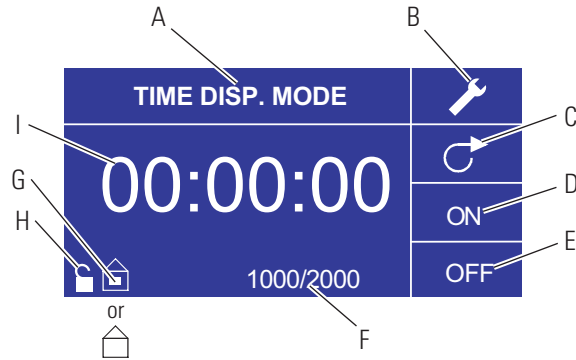 A
B
TIME DISP. MODE
I
C
00:00:00
G
D
ON
H
E
1000/2000
OFF
or
F